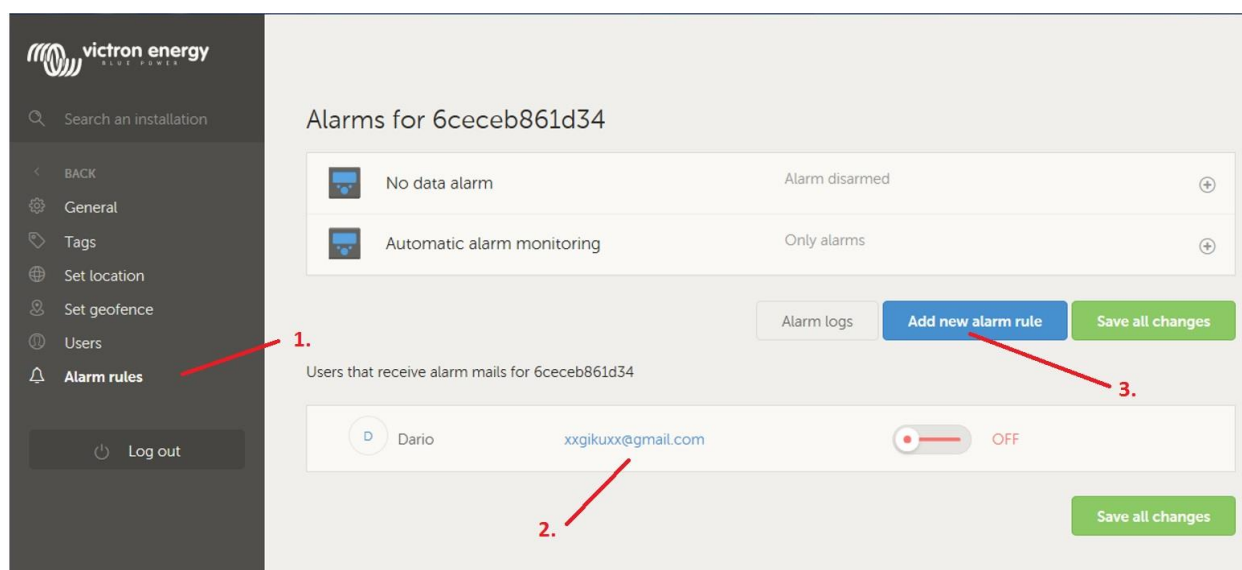 victron energy
BLUE POWER
Search an installation
BACK
General
Tags
Set location
Set geofence
Users
Alarm rules
Log out
Alarms for 6ceceb861d34
No data alarm Alarm disarmed
Automatic alarm monitoring Only alarms
Alarm logs Add new alarm rule Save all changes
1.
Users that receive alarm mails for 6ceceb861d34
3.
D Dario xxgikuxx@gmail.com OFF
2.
Save all changes